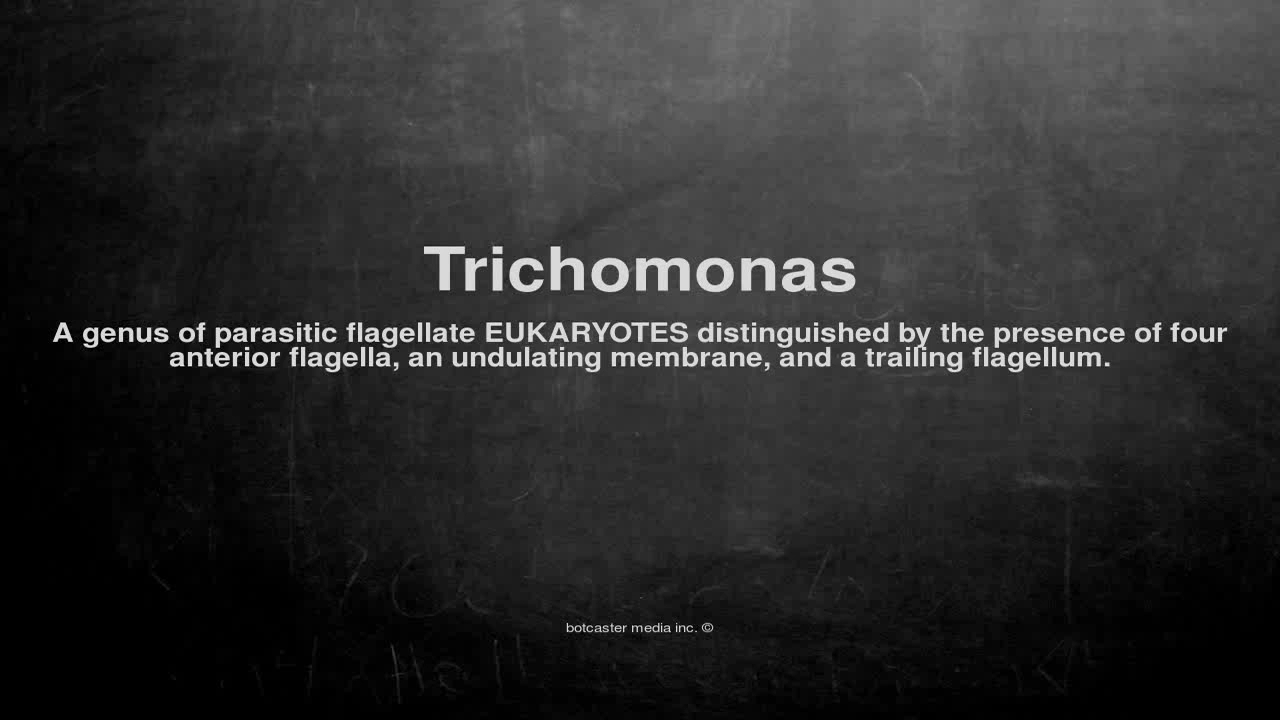 Trichomonas
A genus of parasitic flagellate EUKARYOTES distinguished by the presence of four
anterior flagella, an undulating membrane, and a trailing flagellum.
botcaster media inc. ©